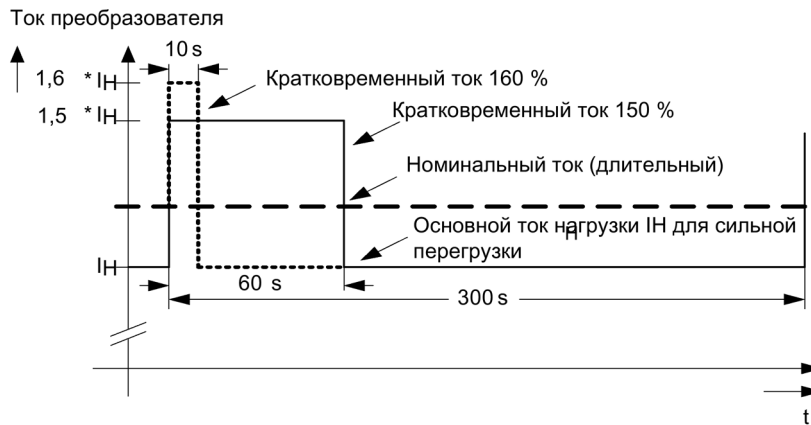 Ток преобразователя
10 s
1,6 * IH
Кратковременный ток 160 %
1,5 * IH
Кратковременный ток 150 %
Номинальный ток (длительный)
Основной ток нагрузки IH для сильной
H
перегрузки
IH
60 s
300 s
t